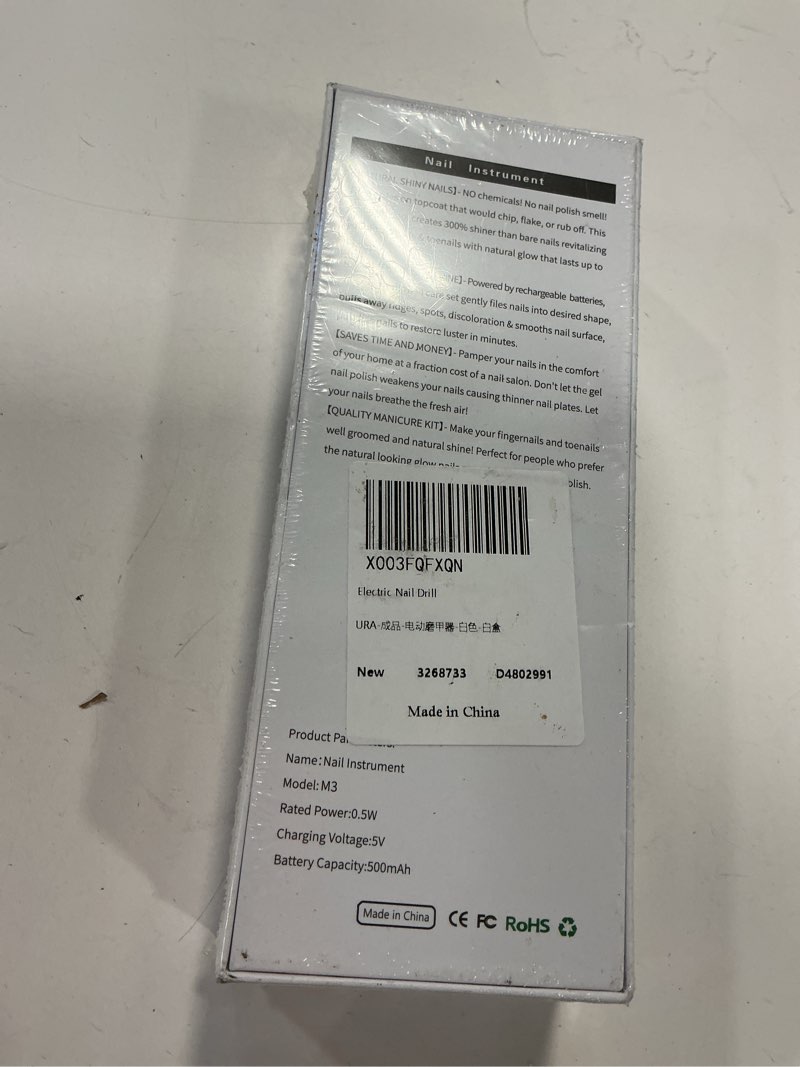 Nail Instrument
SHINY NAILS】- NO chemicals! No nail polish smell!
topcoat that would chip, flake, or rub off. This
creates 300% shiner than bare nails revitalizing
toenails with natural glow that lasts up to
- Powered by rechargeable batteries,
care set gently files nails into desired shape,
buffs away ridges, spots, discoloration & smooths nail surface,
nails to restore luster in minutes.
【SAVES TIME AND MONEY】- Pamper your nails in the comfort
of your home at a fraction cost of a nail salon. Don't let the gel
nail polish weakens your nails causing thinner nail plates. Let
your nails breathe the fresh air!
【QUALITY MANICURE KIT】- Make your fingernails and toenails
well groomed and natural shine! Perfect for people who prefer
the natural looking glow nails
X003FQFXQN
Electric Nail Drill
URA-成品-电动磨甲器-白色-白盒
New 3268733 D4802991
Made in China
Product
Name:Nail Instrument
Model:M3
Rated Power:0.5W
Charging Voltage:5V
Battery Capacity:500mAh
Made in China CE FC RoHS